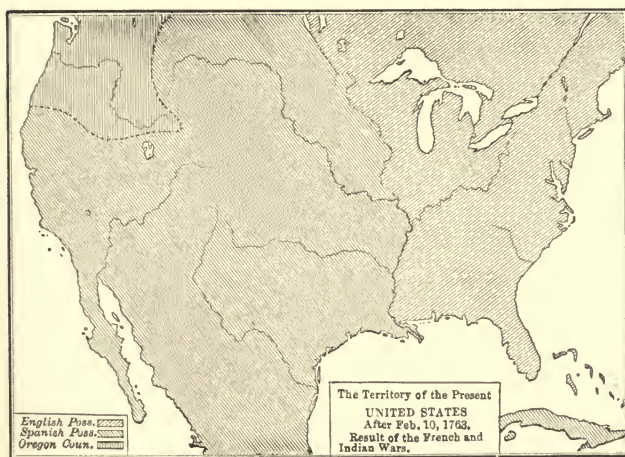 The Territory of the Present
UNITED STATES
After Feb. 10, 1763.
Result of the French and
Indian Wars.
English Poss.
Spanish Poss.
Oregon Coun.